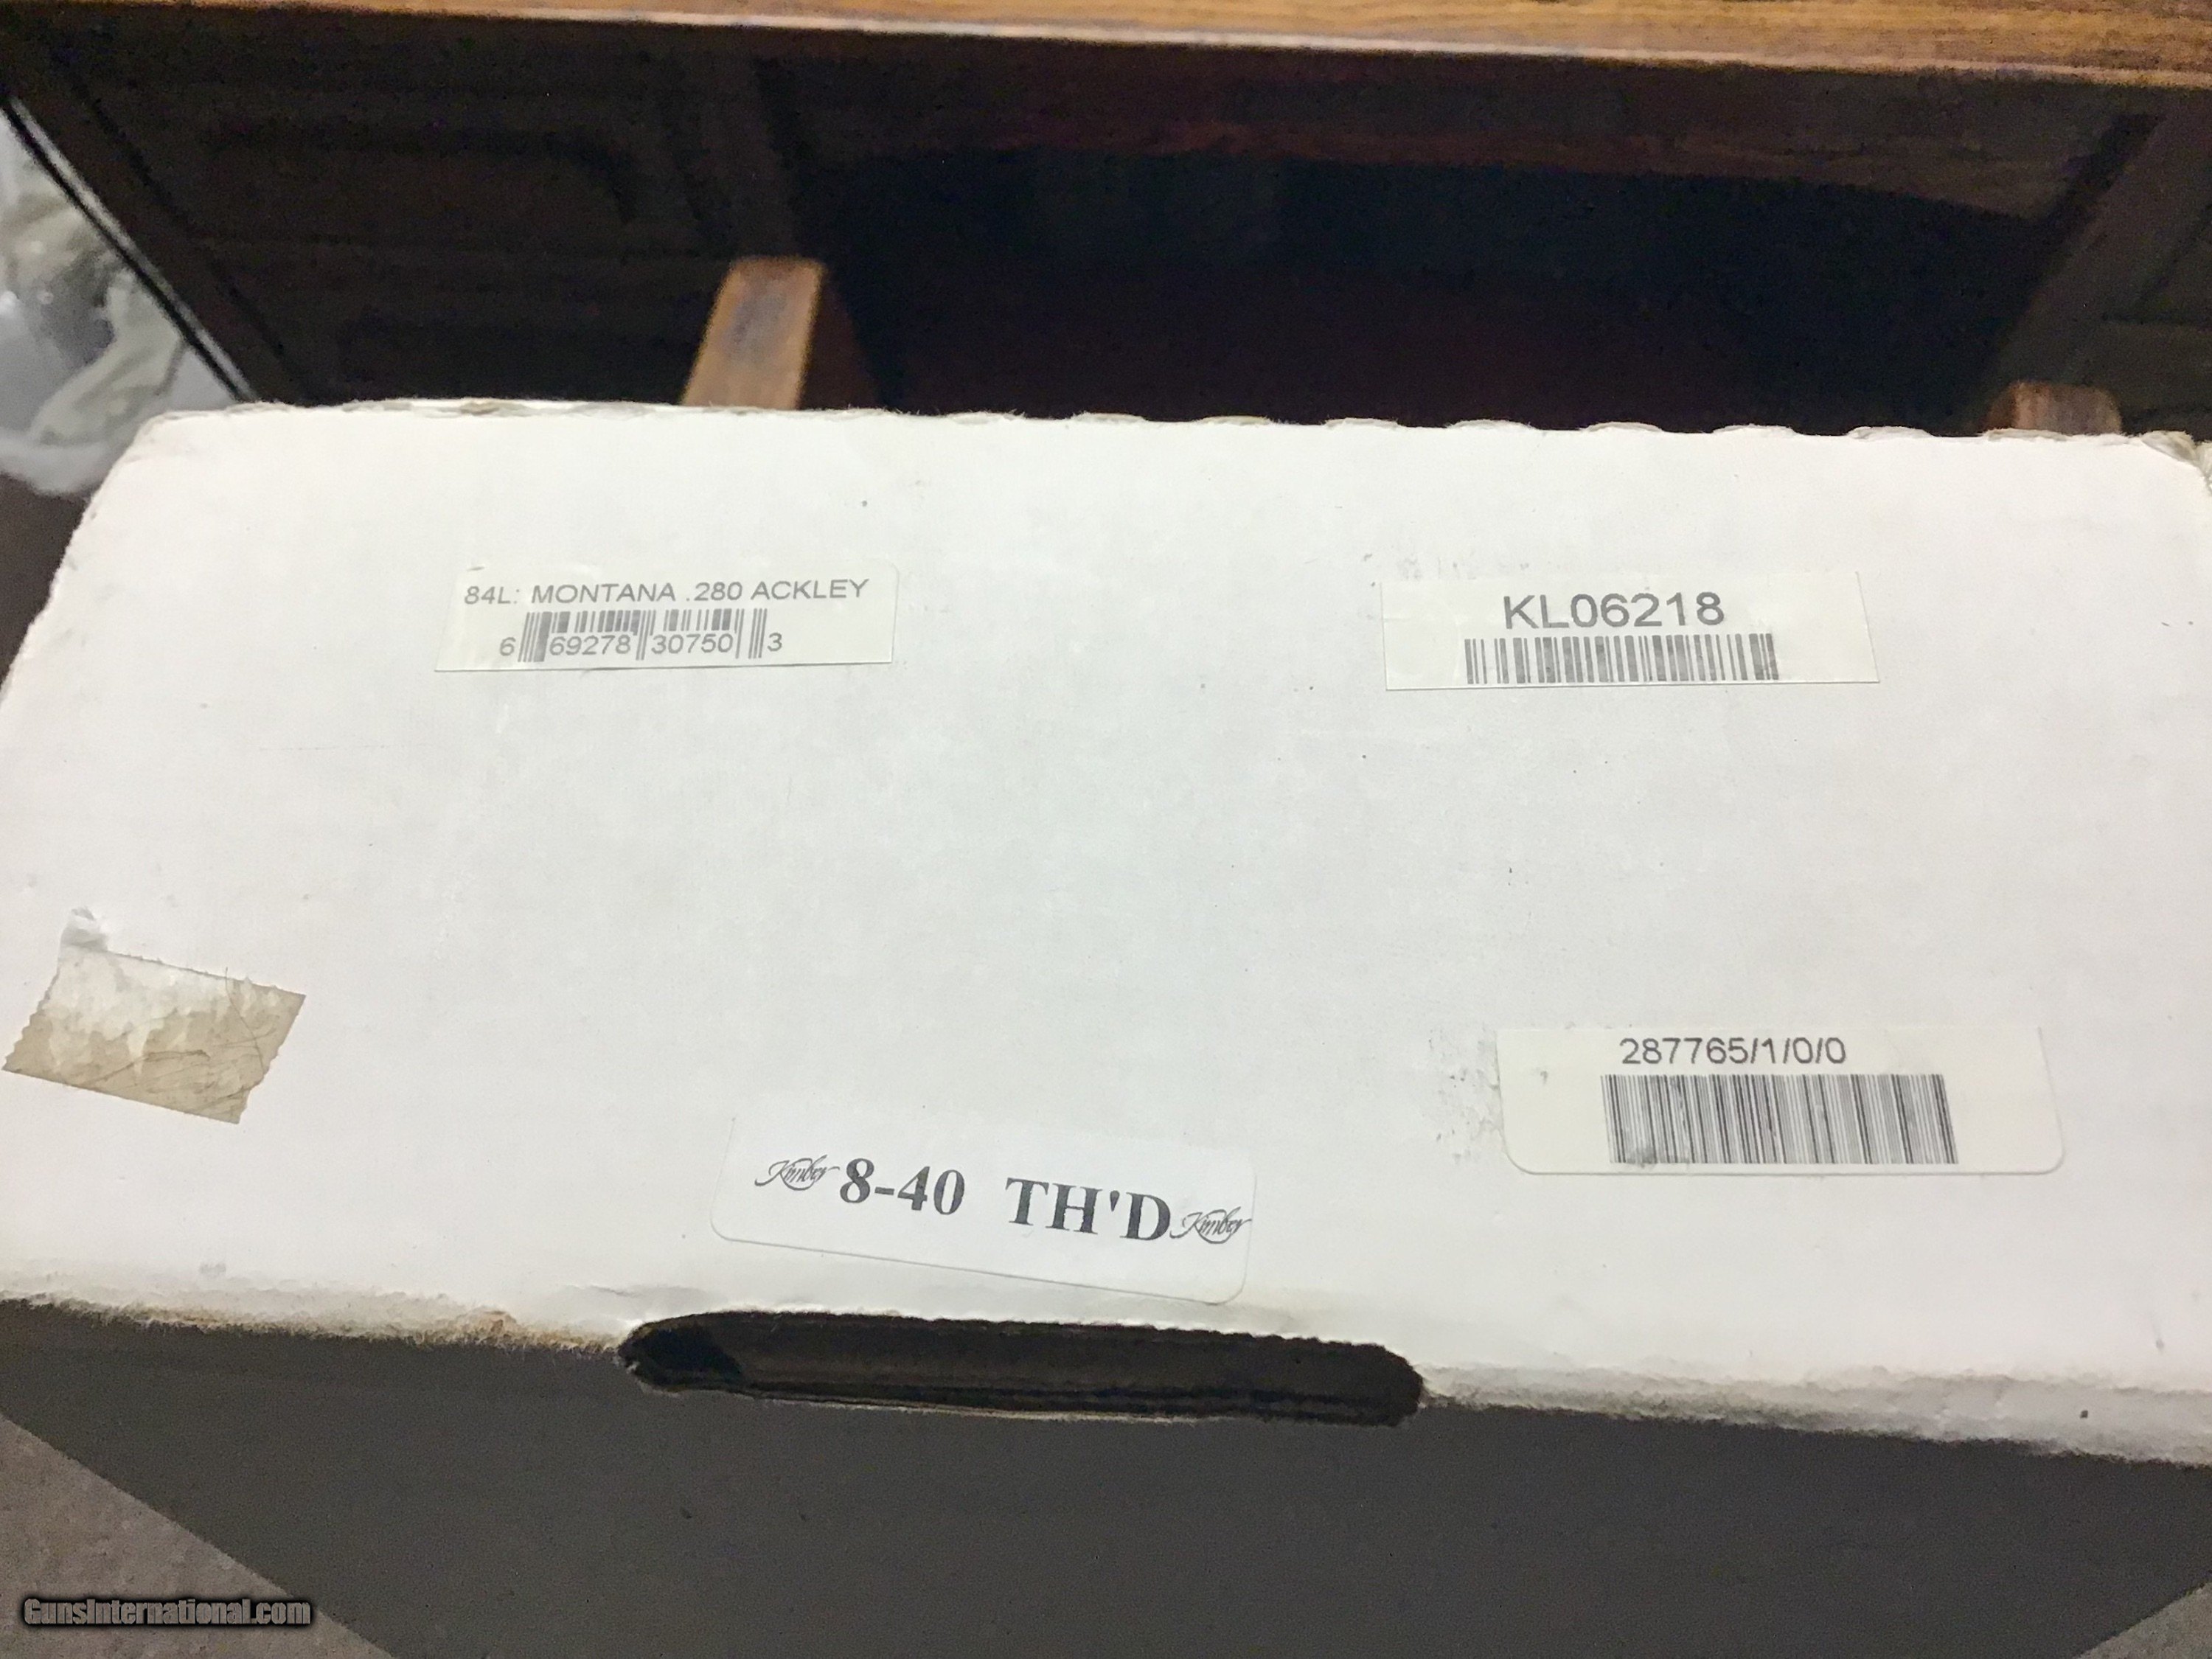 84L: MONTANA .280 ACKLEY
6 69278 30750 3
KL06218
287765/1/0/0
Kimber 8-40 TH'D Kimber
GunsInternational.com